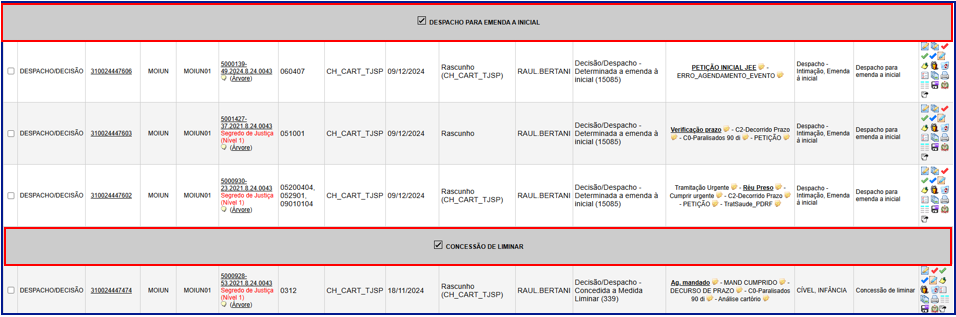 DESPACHO PARA EMENDA A INICIAL
DESPACHO/DECISÃO 310024447606 MOIUN MOIUN01 5000139-49.2024.8.24.0043 (Árvore) 060407 CH_CART_TJSP 09/12/2024 Rascunho (CH_CART_TJSP) RAUL.BERTANI Decisão/Despacho - Determinada a emenda à inicial (15085) PETIÇÃO INICIAL JEE - ERRO_AGENDAMENTO_EVENTO Despacho - Intimação, Emenda à inicial Despacho para emenda a inicial
DESPACHO/DECISÃO 310024447603 MOIUN MOIUN01 5001427-37.2021.8.24.0043 Segredo de Justiça (Nível 1) (Árvore) 051001 CH_CART_TJSP 09/12/2024 Rascunho RAUL.BERTANI Decisão/Despacho - Determinada a emenda à inicial (15085) Verificação prazo - C2-Decorrido Prazo - C0-Paralisados 90 di - PETIÇÃO Despacho - Intimação, Emenda à inicial Despacho para emenda a inicial
DESPACHO/DECISÃO 310024447602 MOIUN MOIUN01 5000930-23.2021.8.24.0043 Segredo de Justiça (Nível 1) (Árvore) 05200404, 052901, 09010104 CH_CART_TJSP 09/12/2024 Rascunho (CH_CART_TJSP) RAUL.BERTANI Decisão/Despacho - Determinada a emenda à inicial (15085) Tramitação Urgente - Réu Preso - Cumprir urgente - C2-Decorrido Prazo - PETIÇÃO - TratSaude_PDRF Despacho - Intimação, Emenda à inicial Despacho para emenda a inicial
CONCESSÃO DE LIMINAR
DESPACHO/DECISÃO 310024447474 MOIUN MOIUN01 5000928-53.2021.8.24.0043 Segredo de Justiça (Nível 1) (Árvore) 0312 CH_CART_TJSP 18/11/2024 Rascunho (CH_CART_TJSP) RAUL.BERTANI Decisão/Despacho - Concedida a Medida Liminar (339) Ag. mandado - MAND CUMPRIDO - DECURSO DE PRAZO - C0-Paralisados 90 di - Análise cartório CÍVEL, INFÂNCIA Concessão de liminar